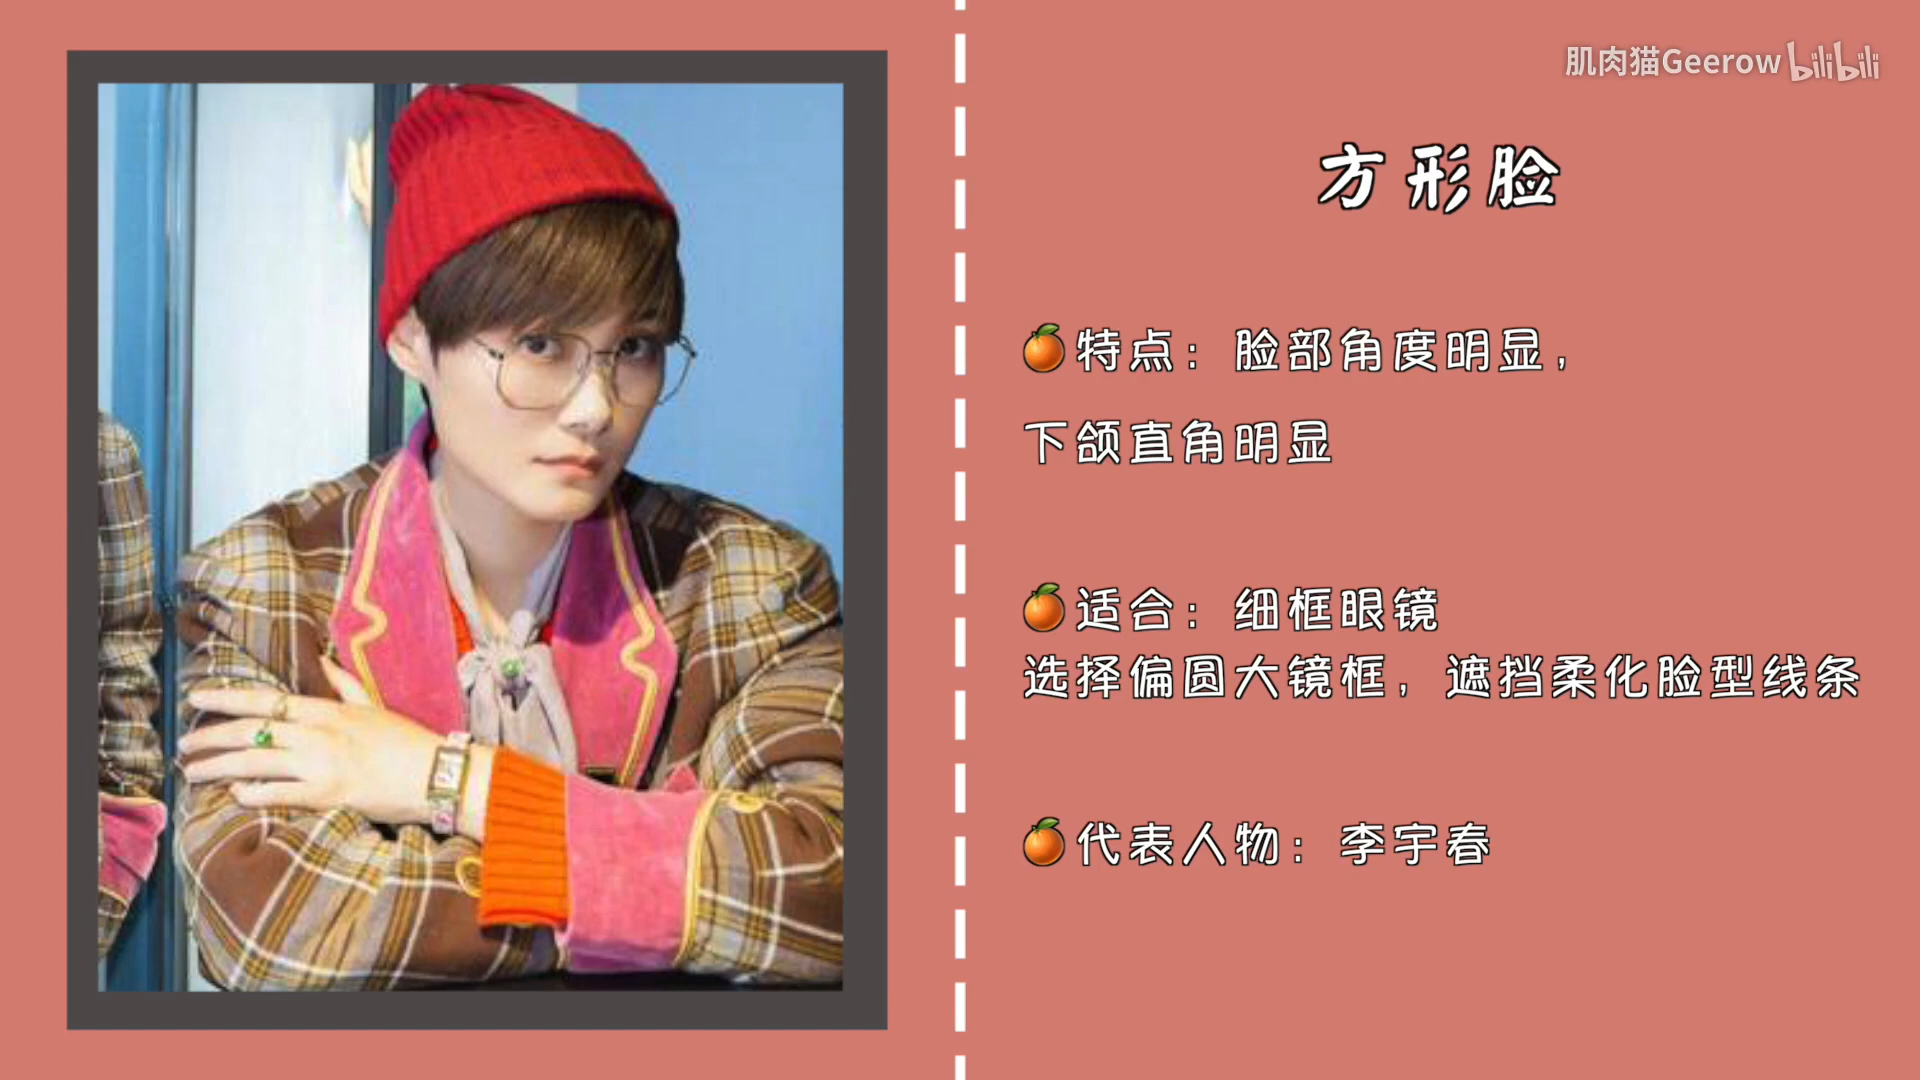 肌肉猫Geerow bilibili
方形脸
特点：脸部角度明显，
下颌直角明显
适合：细框眼镜
选择偏圆大镜框，遮挡柔化脸型线条
代表人物：李宇春